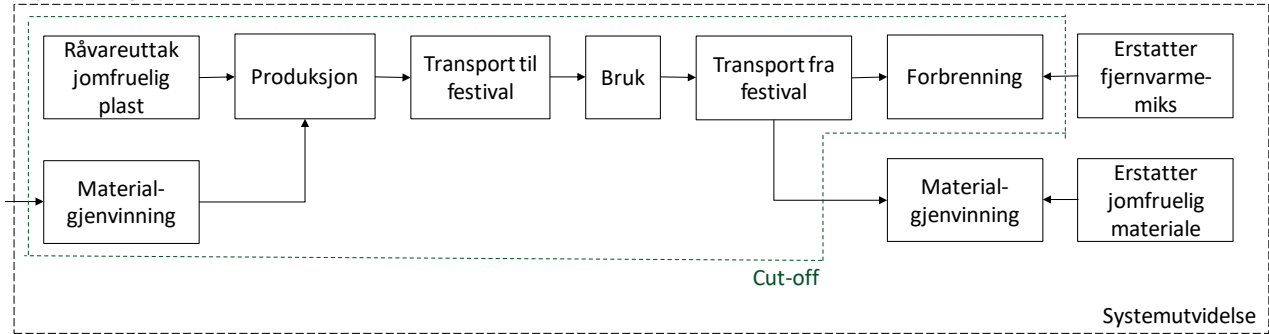 Råvareuttak
jomfruelig
plast
Produksjon
Transport til
festival
Bruk
Transport fra
festival
Forbrenning
Erstatter
fjernvarme-
miks
Material-
gjenvinning
Material-
gjenvinning
Erstatter
jomfruelig
materiale
Cut-off
Systemutvidelse